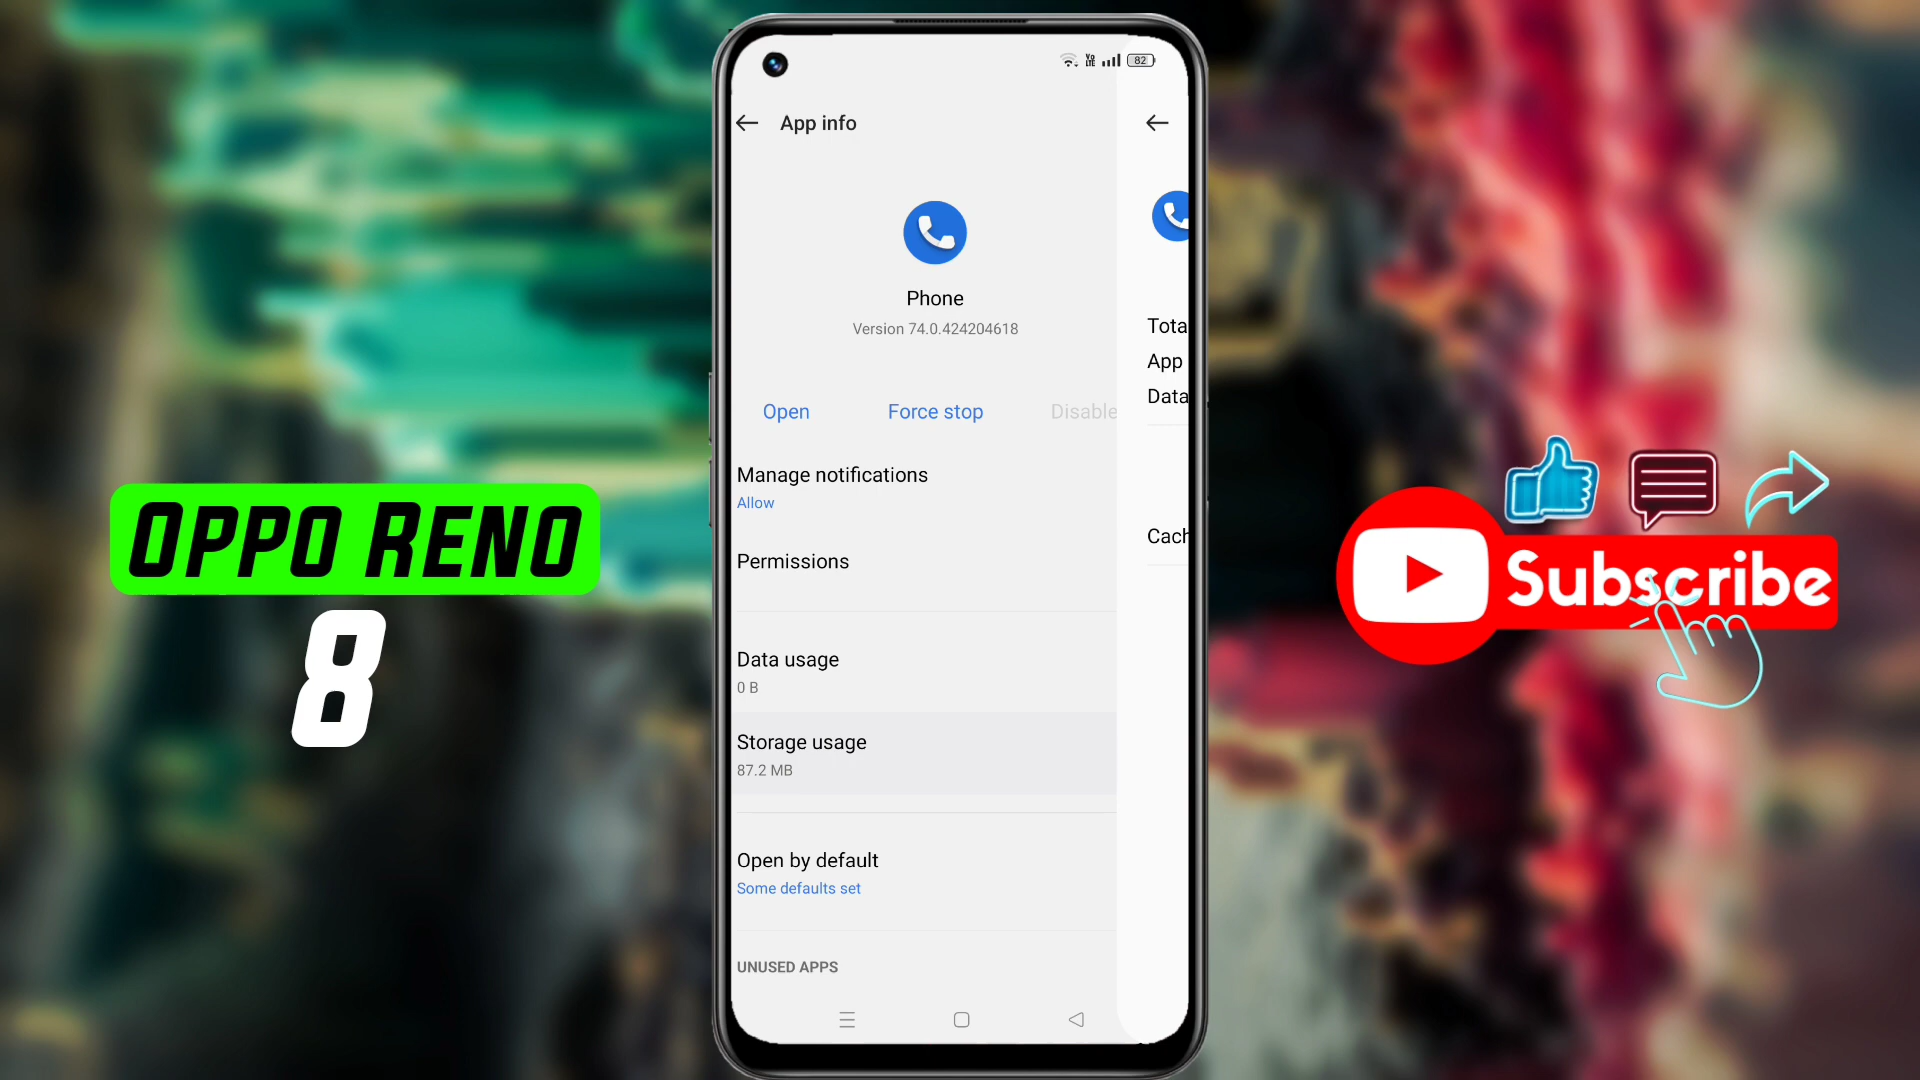 VO
LTE
82
App info
Phone
Version 74.0.424204618
Open
Force stop
Disable
Manage notifications
Allow
Permissions
Data usage
0 B
Storage usage
87.2 MB
Open by default
Some defaults set
UNUSED APPS
Tota
App
Data
Cach
OPPO RENO
8
Subscribe